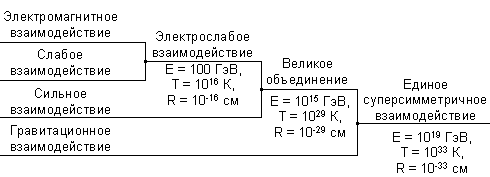 Электромагнитное
взаимодействие
Слабое
взаимодействие
Сильное
взаимодействие
Гравитационное
взаимодействие
Электрослабое
взаимодействие
E = 100 ГэВ,
T = 10¹⁶ К,
R = 10⁻¹⁶ см
Великое
объединение
E = 10¹⁵ ГэВ,
T = 10²⁹ К,
R = 10⁻²⁹ см
Единое
суперсимметричное
взаимодействие
E = 10¹⁹ ГэВ,
T = 10³³ К,
R = 10⁻³³ см